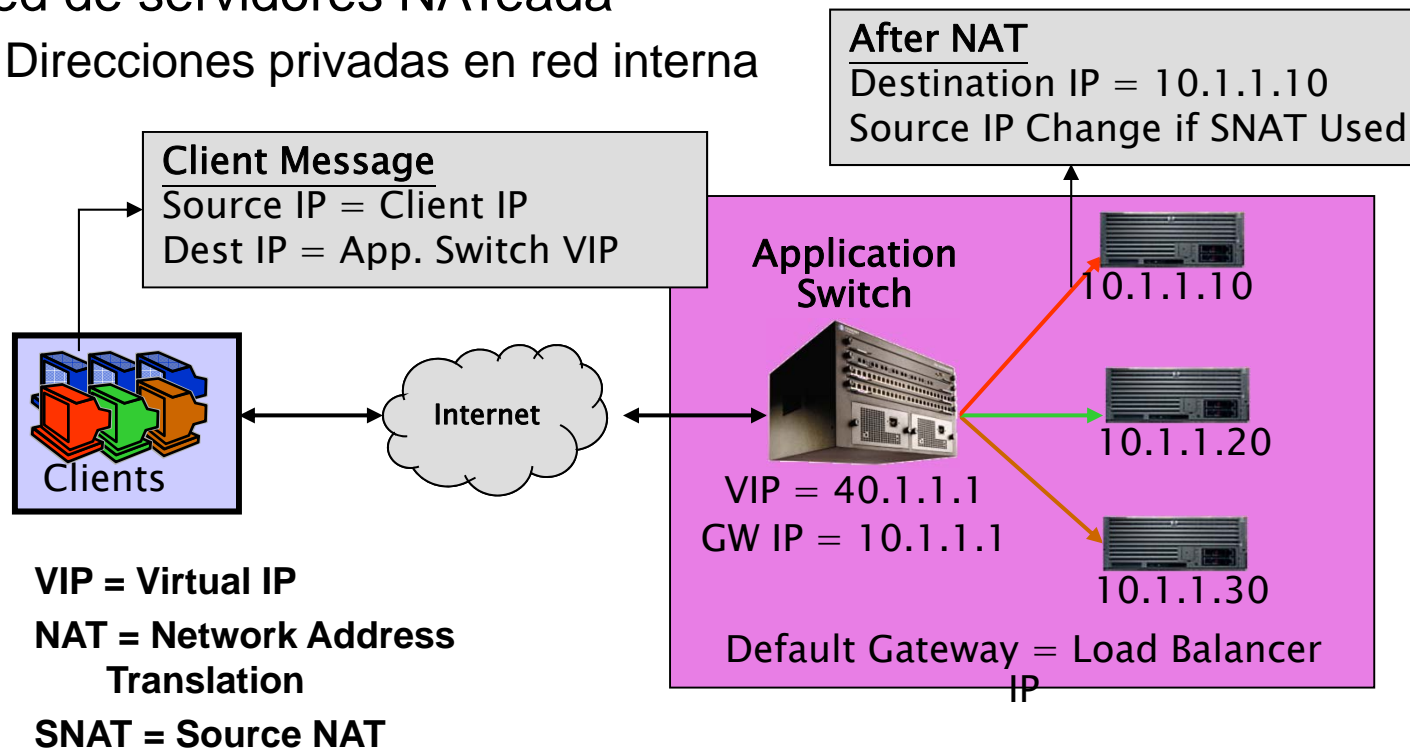 de servidores NATeada
Direcciones privadas en red interna
After NAT
Destination IP = 10.1.1.10
Source IP Change if SNAT Used
Client Message
Source IP = Client IP
Dest IP = App. Switch VIP
Application
Switch
10.1.1.10
Internet
10.1.1.20
Clients
VIP = 40.1.1.1
GW IP = 10.1.1.1
10.1.1.30
Default Gateway = Load Balancer
IP
VIP = Virtual IP
NAT = Network Address
Translation
SNAT = Source NAT